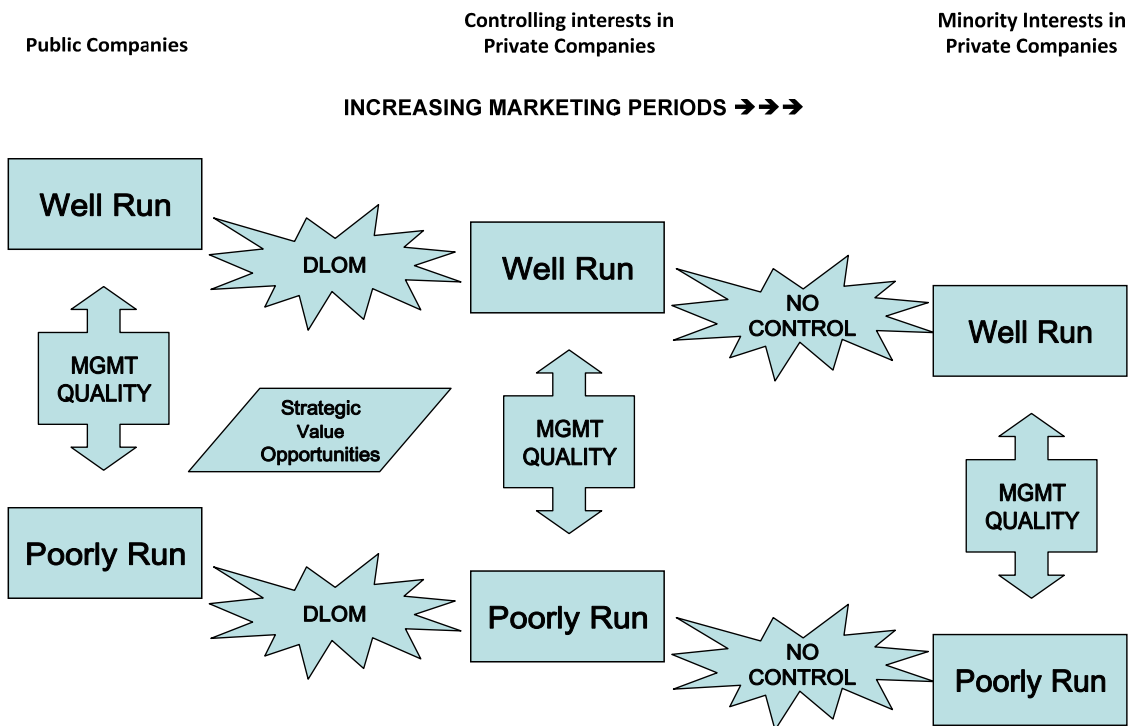 Public Companies
Controlling interests in
Private Companies
Minority Interests in
Private Companies
INCREASING MARKETING PERIODS ➔➔➔
Well Run
DLOM
Well Run
NO
CONTROL
Well Run
MGMT
QUALITY
Strategic
Value
Opportunities
MGMT
QUALITY
MGMT
QUALITY
Poorly Run
DLOM
Poorly Run
NO
CONTROL
Poorly Run